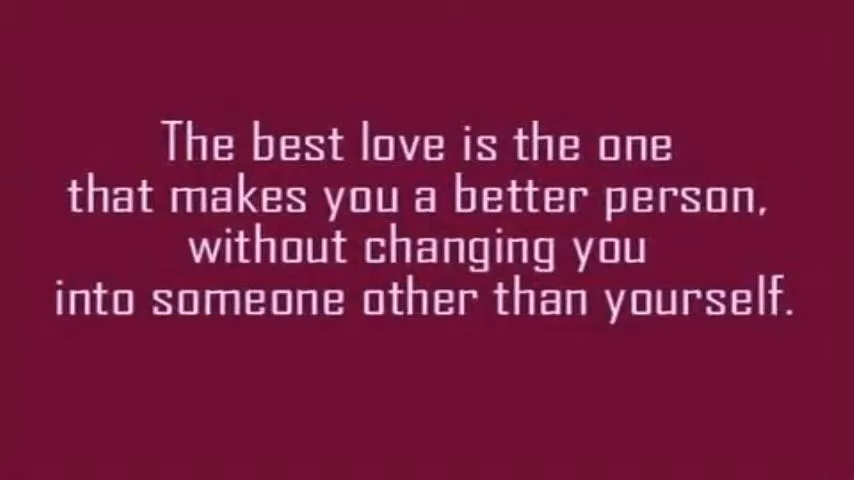 The best love is the one
that makes you a better person,
without changing you
into someone other than yourself.